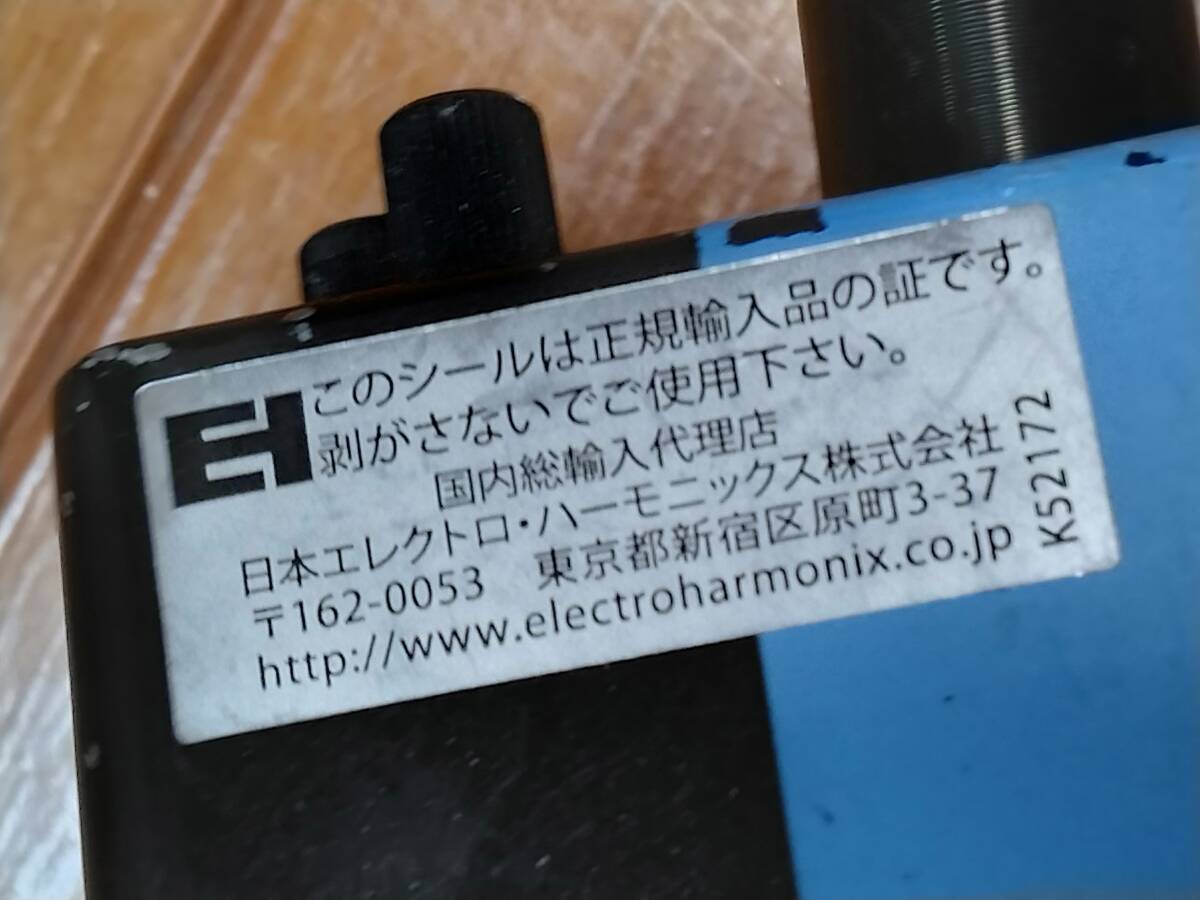 EH
このシールは正規輸入品の証です。
剥がさないでご使用下さい。
国内総輸入代理店
日本エレクトロ・ハーモニックス株式会社
〒162-0053 東京都新宿区原町3-37
http://www.electroharmonix.co.jp
K52172